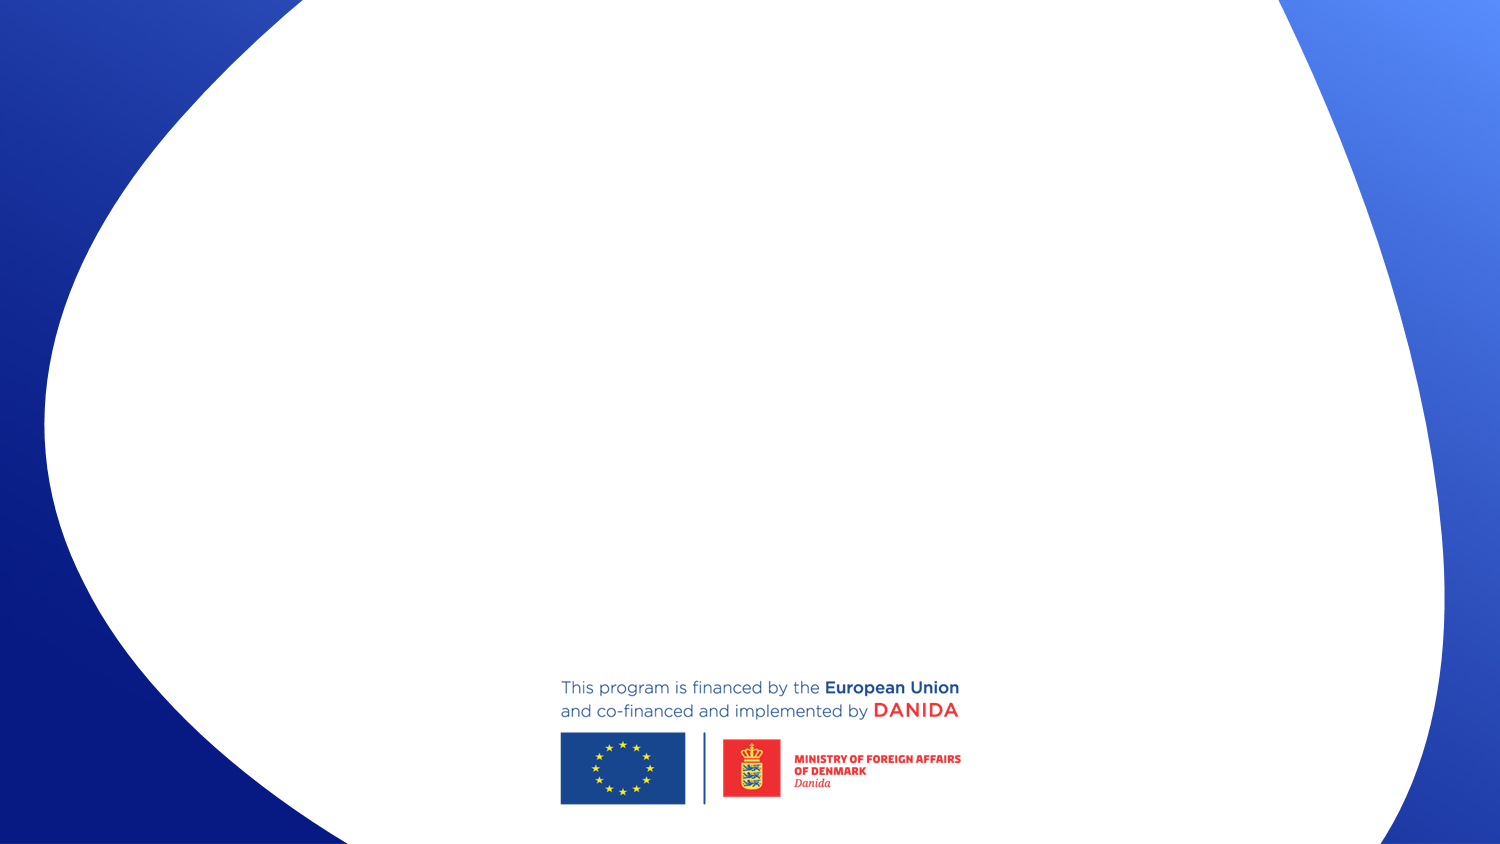 This program is financed by the European Union
and co-financed and implemented by DANIDA
MINISTRY OF FOREIGN AFFAIRS
OF DENMARK
Danida